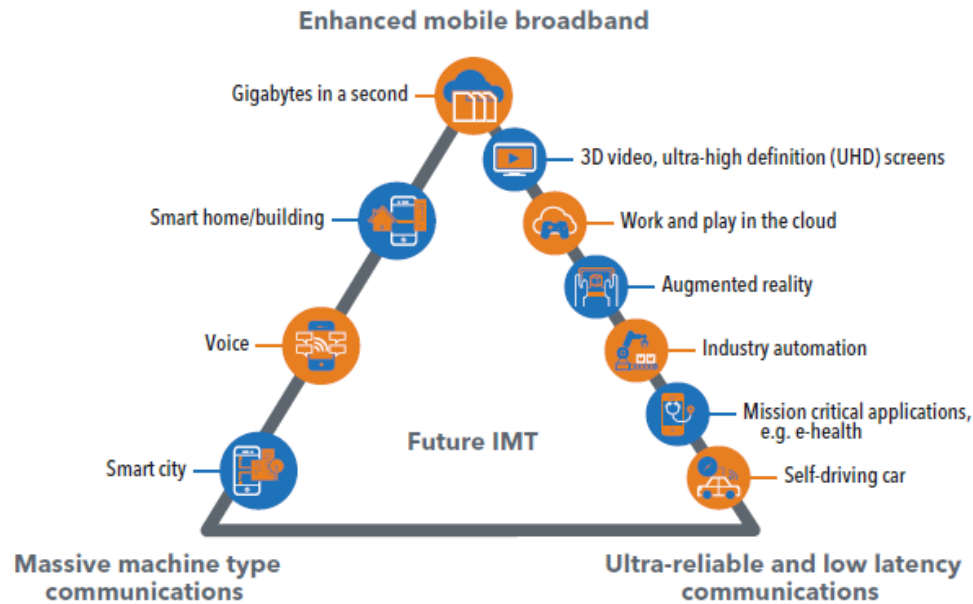 Enhanced mobile broadband
Gigabytes in a second
3D video, ultra-high definition (UHD) screens
Smart home/building
Work and play in the cloud
Augmented reality
Voice
Industry automation
Mission critical applications,
e.g. e-health
Future IMT
Smart city
Self-driving car
Massive machine type
communications
Ultra-reliable and low latency
communications